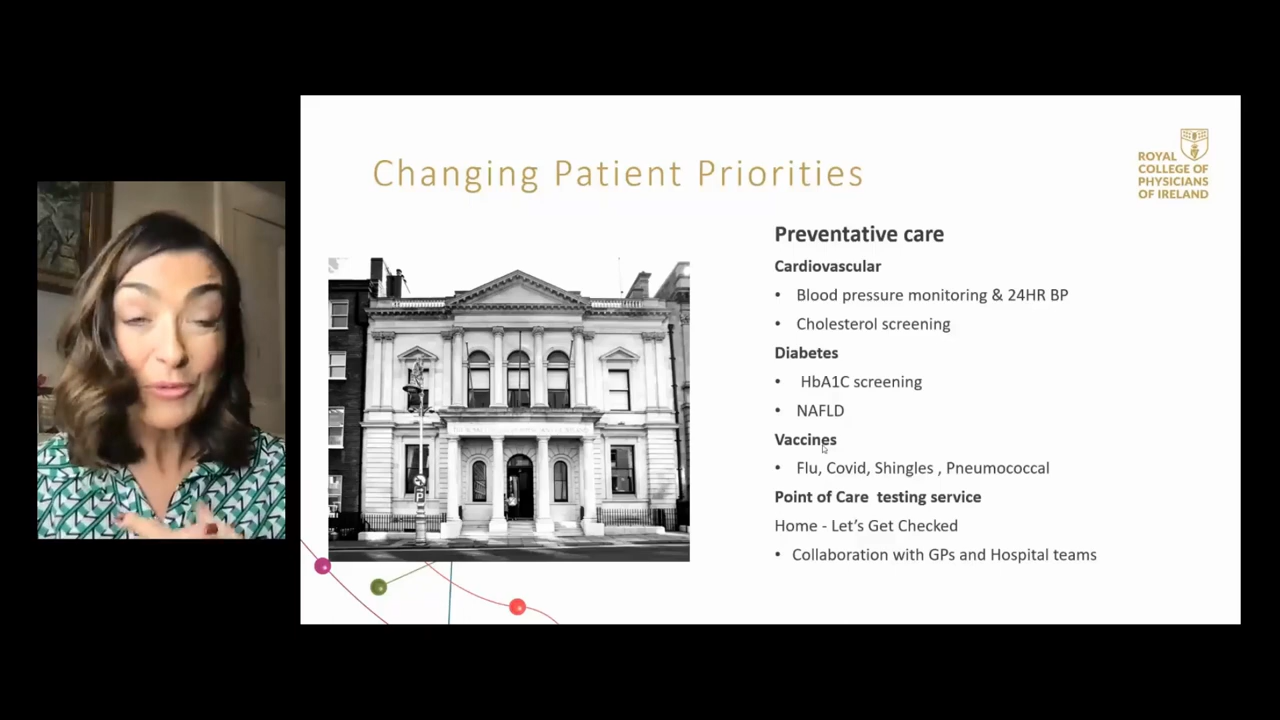 Changing Patient Priorities
ROYAL
COLLEGE OF
PHYSICIANS
OF IRELAND
Preventative care
Cardiovascular
• Blood pressure monitoring & 24HR BP
• Cholesterol screening
Diabetes
• HbA1C screening
• NAFLD
Vaccines
• Flu, Covid, Shingles , Pneumococcal
Point of Care testing service
Home - Let’s Get Checked
• Collaboration with GPs and Hospital teams